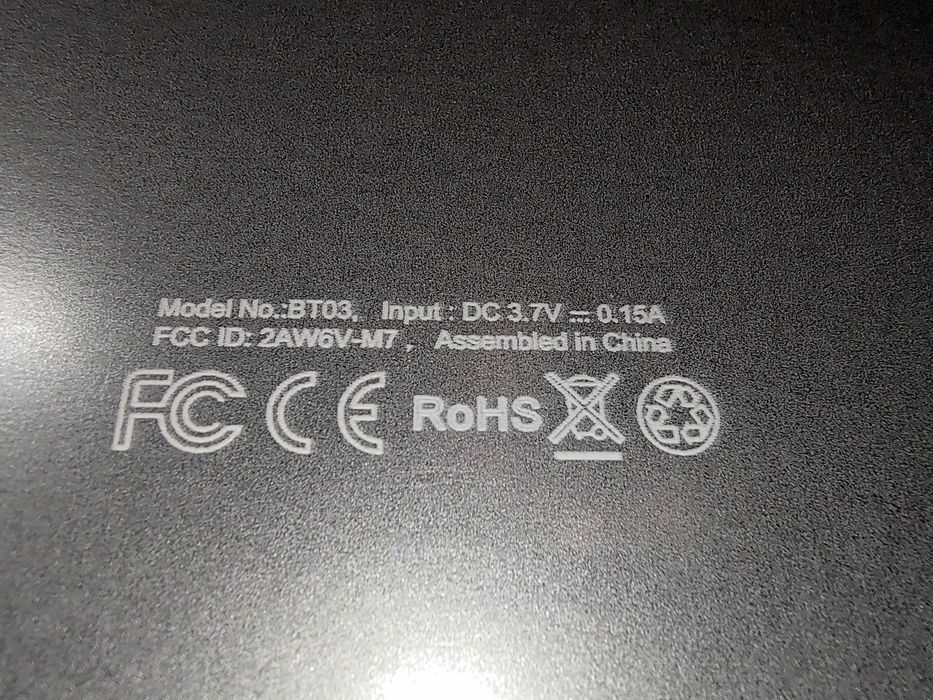 Model No.:BT03, Input : DC 3.7V ⎓ 0.15A
FCC ID: 2AW6V-M7 , Assembled in China
FC CE RoHS